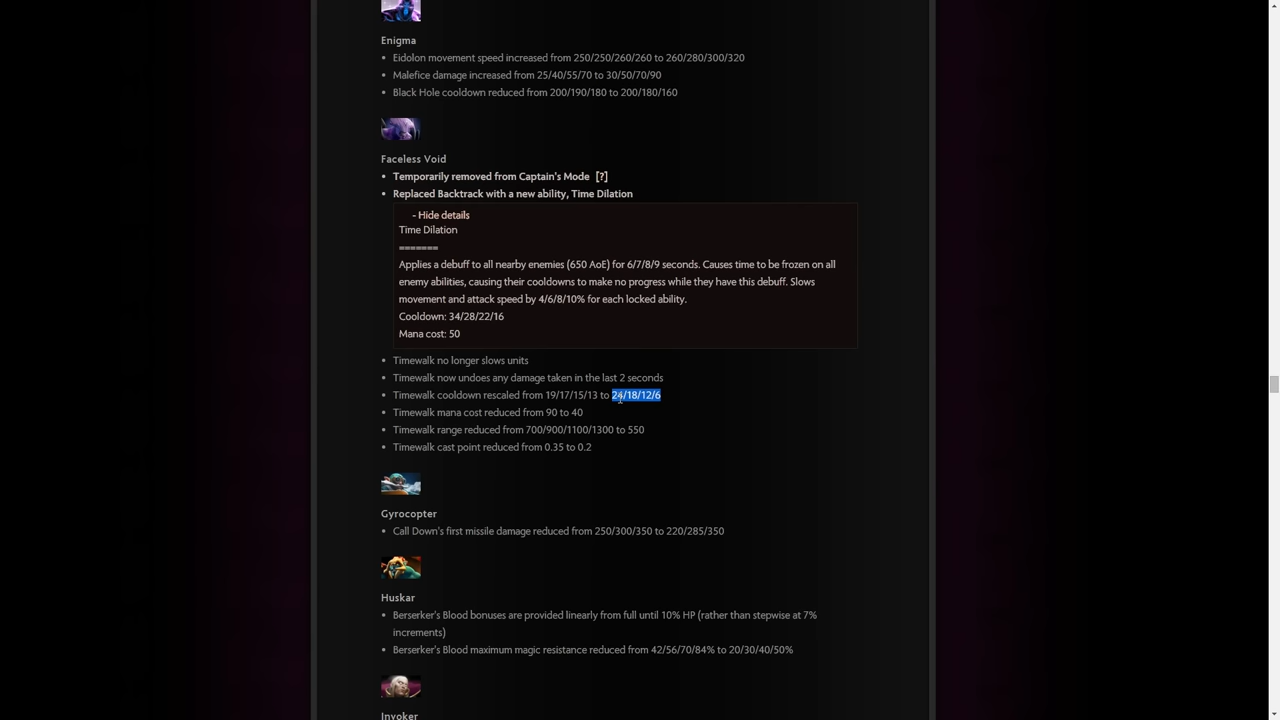 Enigma
• Eidolon movement speed increased from 250/250/260/260 to 260/280/300/320
• Malefice damage increased from 25/40/55/70 to 30/50/70/90
• Black Hole cooldown reduced from 200/190/180 to 200/180/160
Faceless Void
• Temporarily removed from Captain's Mode [?]
• Replaced Backtrack with a new ability, Time Dilation
- Hide details
Time Dilation
=======
Applies a debuff to all nearby enemies (650 AoE) for 6/7/8/9 seconds. Causes time to be frozen on all
enemy abilities, causing their cooldowns to make no progress while they have this debuff. Slows
movement and attack speed by 4/6/8/10% for each locked ability.
Cooldown: 34/28/22/16
Mana cost: 50
• Timewalk no longer slows units
• Timewalk now undoes any damage taken in the last 2 seconds
• Timewalk cooldown rescaled from 19/17/15/13 to 24/18/12/6
• Timewalk mana cost reduced from 90 to 40
• Timewalk range reduced from 700/900/1100/1300 to 550
• Timewalk cast point reduced from 0.35 to 0.2
Gyrocopter
• Call Down's first missile damage reduced from 250/300/350 to 220/285/350
Huskar
• Berserker's Blood bonuses are provided linearly from full until 10% HP (rather than stepwise at 7%
increments)
• Berserker's Blood maximum magic resistance reduced from 42/56/70/84% to 20/30/40/50%
Invoker